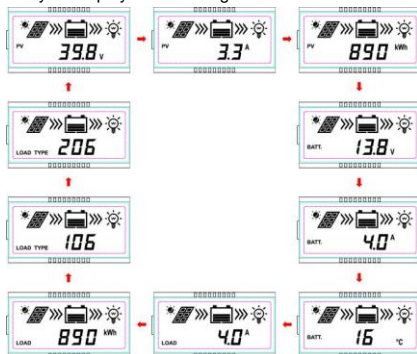 PV 39.8 V
PV 3.3 A
PV 890 kWh
BATT. 13.8 V
BATT. 4.0 A
BATT. 16 °C
LOAD 4.0 A
LOAD 890 kWh
LOAD TYPE 106
LOAD TYPE 206